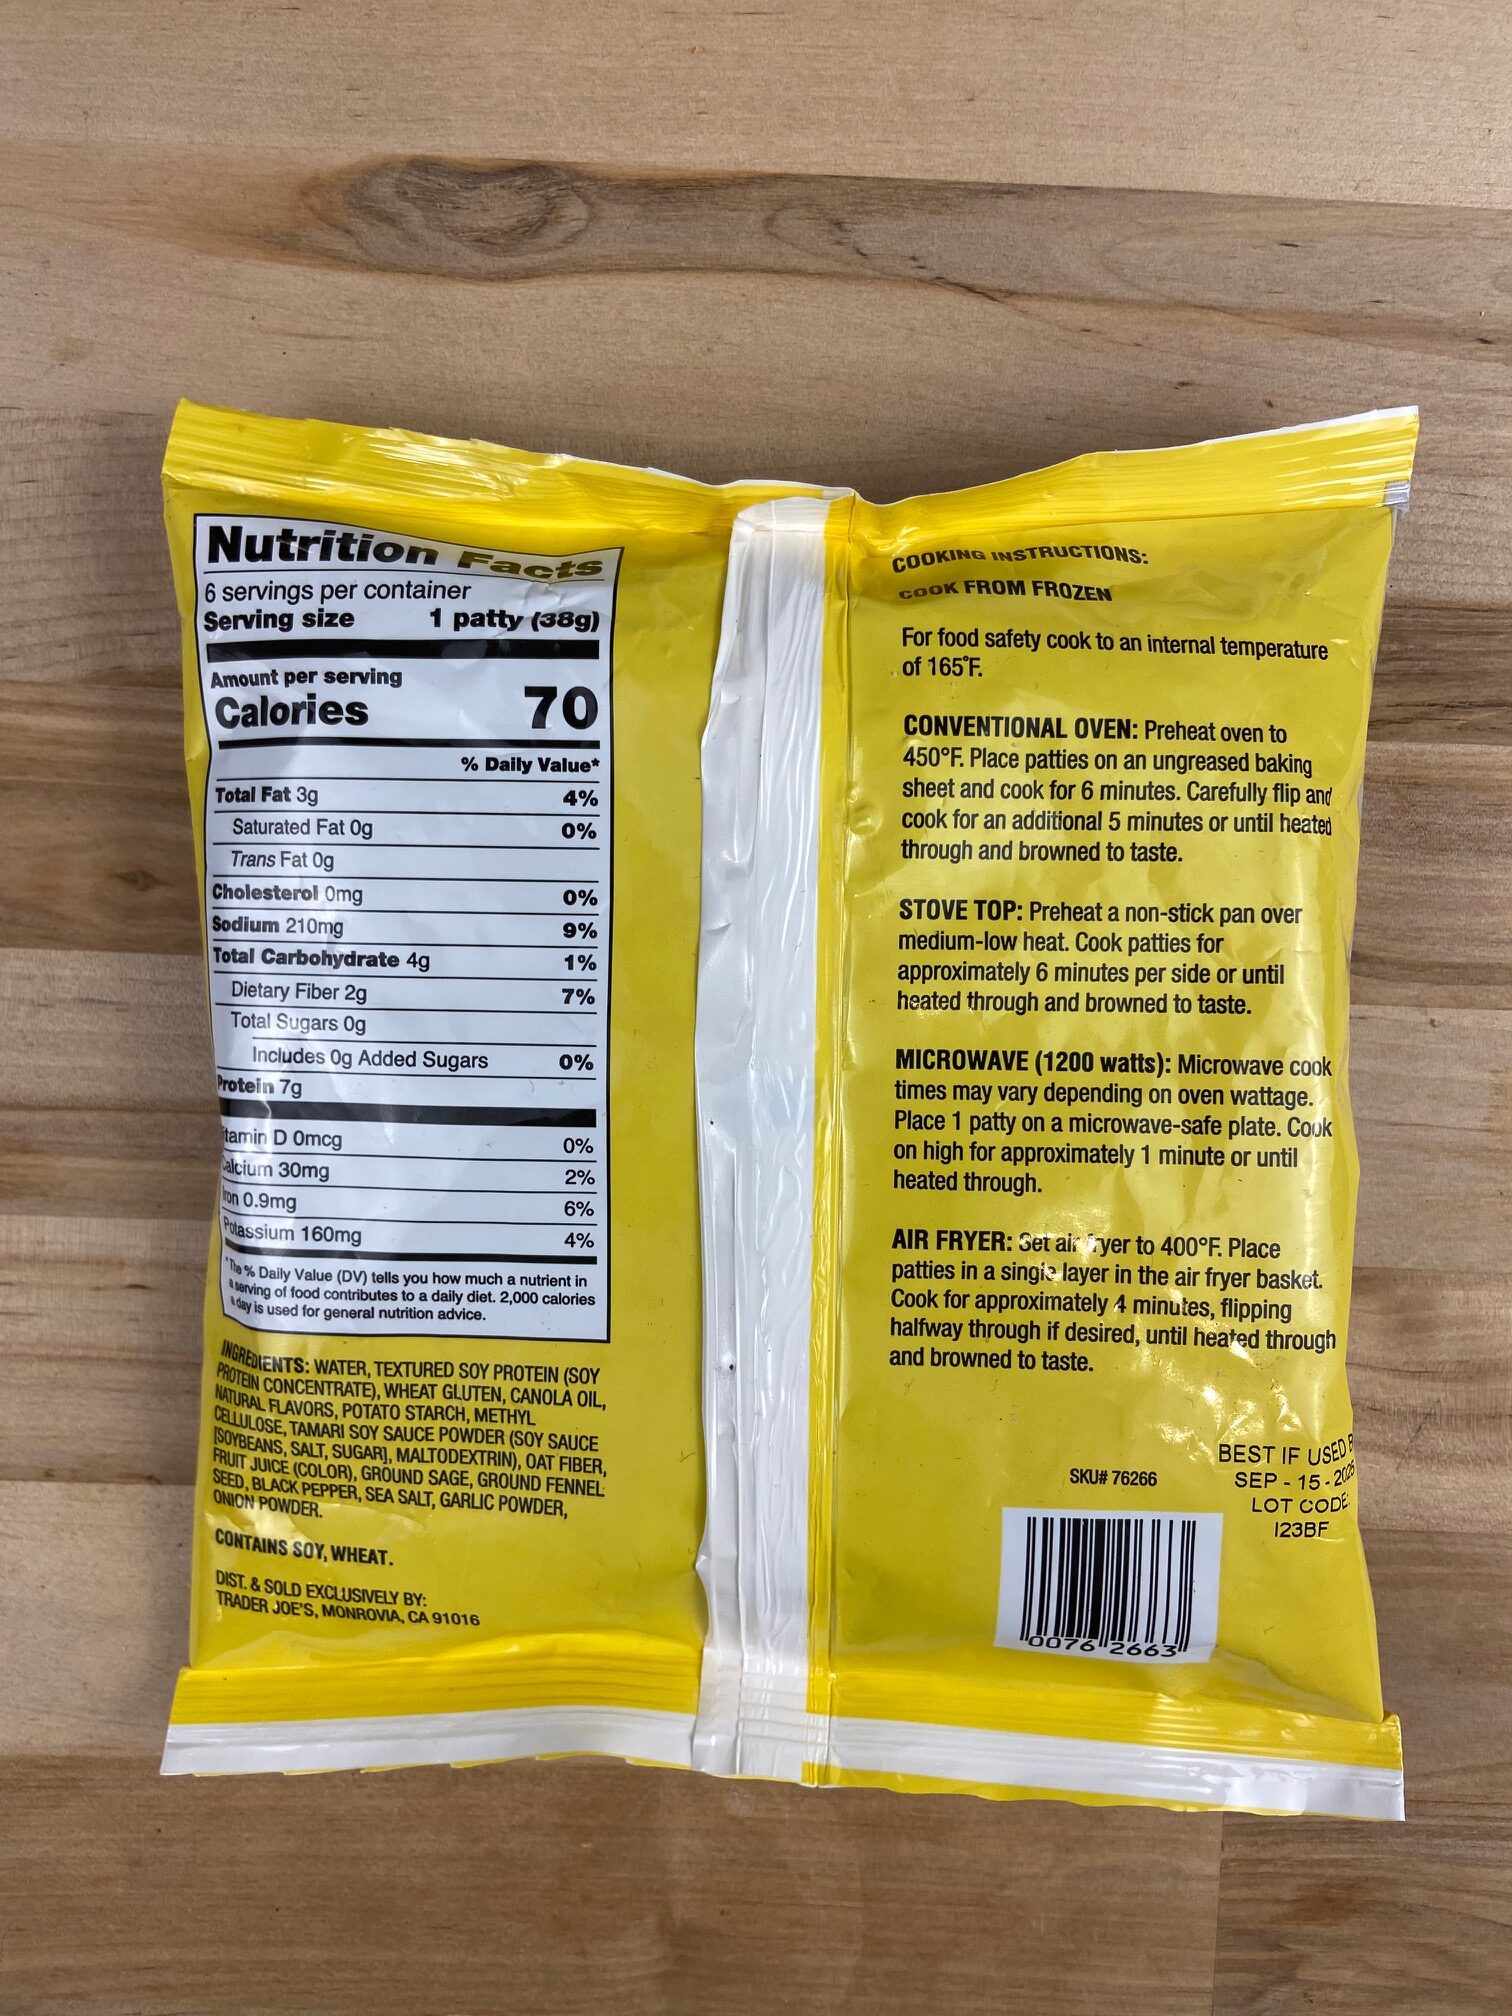 Nutrition Facts
6 servings per container
Serving size 1 patty (38g)
Amount per serving
Calories 70
% Daily Value*
Total Fat 3g 4%
Saturated Fat 0g 0%
Trans Fat 0g
Cholesterol 0mg 0%
Sodium 210mg 9%
Total Carbohydrate 4g 1%
Dietary Fiber 2g 7%
Total Sugars 0g
Includes 0g Added Sugars 0%
Protein 7g
tamin D 0mcg 0%
alcium 30mg 2%
Iron 0.9mg 6%
Potassium 160mg 4%
*The % Daily Value (DV) tells you how much a nutrient in
a serving of food contributes to a daily diet. 2,000 calories
a day is used for general nutrition advice.
INGREDIENTS: WATER, TEXTURED SOY PROTEIN (SOY
PROTEIN CONCENTRATE), WHEAT GLUTEN, CANOLA OIL,
NATURAL FLAVORS, POTATO STARCH, METHYL
CELLULOSE, TAMARI SOY SAUCE POWDER (SOY SAUCE
[SOYBEANS, SALT, SUGAR], MALTODEXTRIN), OAT FIBER,
FRUIT JUICE (COLOR), GROUND SAGE, GROUND FENNEL
SEED, BLACK PEPPER, SEA SALT, GARLIC POWDER,
ONION POWDER.
CONTAINS SOY, WHEAT.
DIST. & SOLD EXCLUSIVELY BY:
TRADER JOE'S, MONROVIA, CA 91016
COOKING INSTRUCTIONS:
COOK FROM FROZEN
For food safety cook to an internal temperature
of 165°F.
CONVENTIONAL OVEN: Preheat oven to
450°F. Place patties on an ungreased baking
sheet and cook for 6 minutes. Carefully flip and
cook for an additional 5 minutes or until heated
through and browned to taste.
STOVE TOP: Preheat a non-stick pan over
medium-low heat. Cook patties for
approximately 6 minutes per side or until
heated through and browned to taste.
MICROWAVE (1200 watts): Microwave cook
times may vary depending on oven wattage.
Place 1 patty on a microwave-safe plate. Cook
on high for approximately 1 minute or until
heated through.
AIR FRYER: Set air fryer to 400°F. Place
patties in a single layer in the air fryer basket.
Cook for approximately 4 minutes, flipping
halfway through if desired, until heated through
and browned to taste.
SKU# 76266
BEST IF USED B
SEP - 15 -
LOT CODE:
I23BF
0076 2663